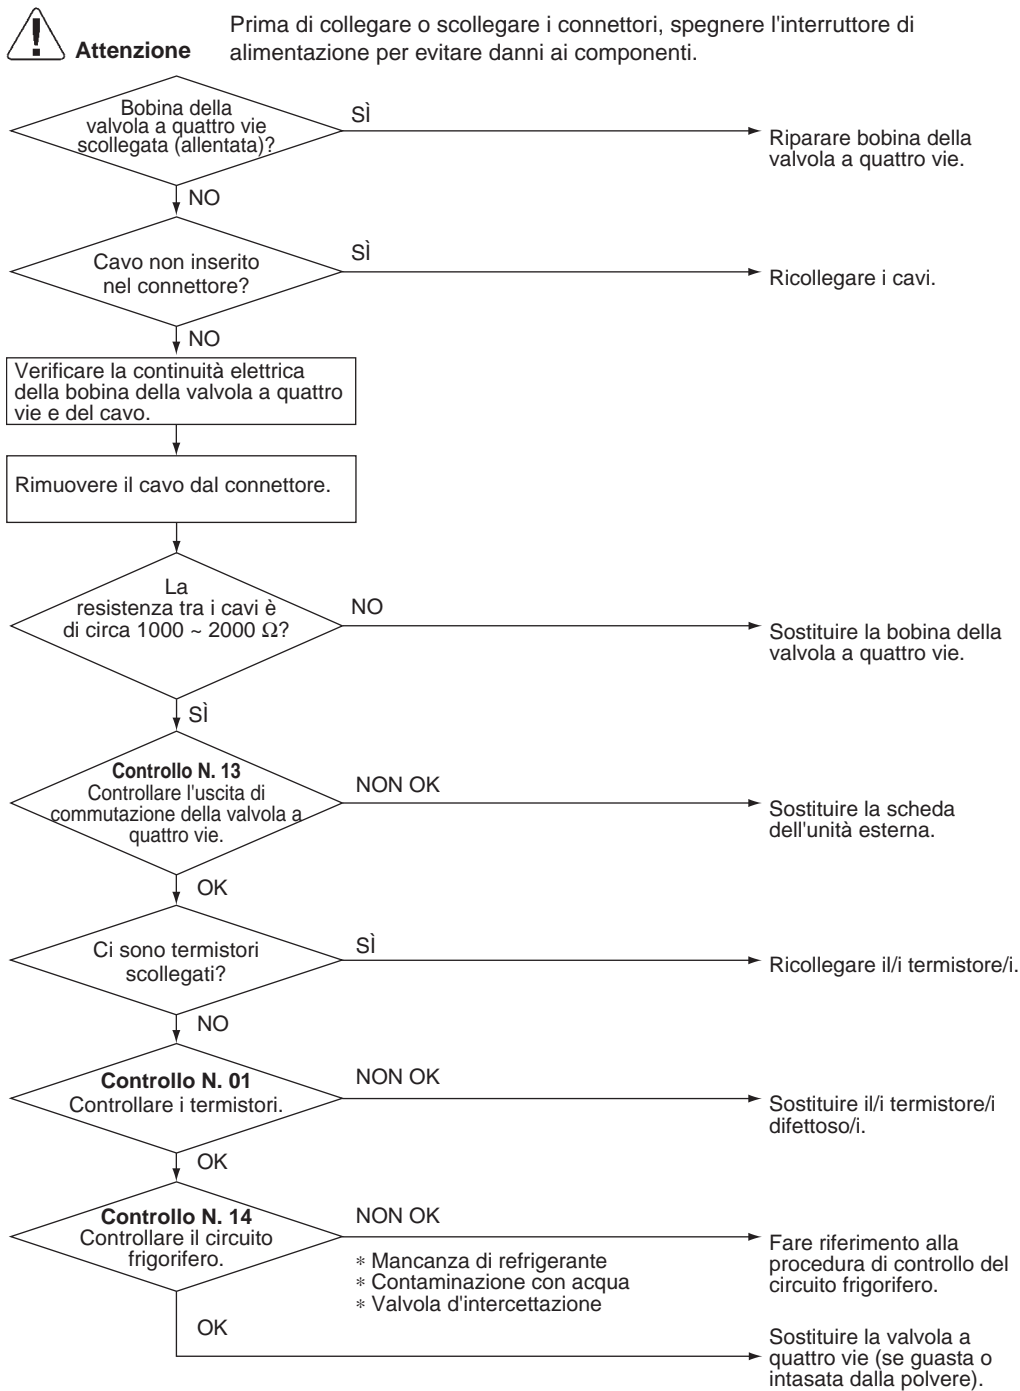 Attenzione
Prima di collegare o scollegare i connettori, spegnere l'interruttore di
alimentazione per evitare danni ai componenti.
Bobina della
valvola a quattro vie
scollegata (allentata)?
SÌ
Riparare bobina della
valvola a quattro vie.
NO
Cavo non inserito
nel connettore?
SÌ
Ricollegare i cavi.
NO
Verificare la continuità elettrica
della bobina della valvola a quattro
vie e del cavo.
Rimuovere il cavo dal connettore.
La
resistenza tra i cavi è
di circa 1000 ~ 2000 Ω?
NO
Sostituire la bobina della
valvola a quattro vie.
SÌ
Controllo N. 13
Controllare l'uscita di
commutazione della valvola a
quattro vie.
NON OK
Sostituire la scheda
dell'unità esterna.
OK
Ci sono termistori
scollegati?
SÌ
Ricollegare il/i termistore/i.
NO
Controllo N. 01
Controllare i termistori.
NON OK
Sostituire il/i termistore/i
difettoso/i.
OK
Controllo N. 14
Controllare il circuito
frigorifero.
NON OK
∗ Mancanza di refrigerante
∗ Contaminazione con acqua
∗ Valvola d'intercettazione
Fare riferimento alla
procedura di controllo del
circuito frigorifero.
OK
Sostituire la valvola a
quattro vie (se guasta o
intasata dalla polvere).